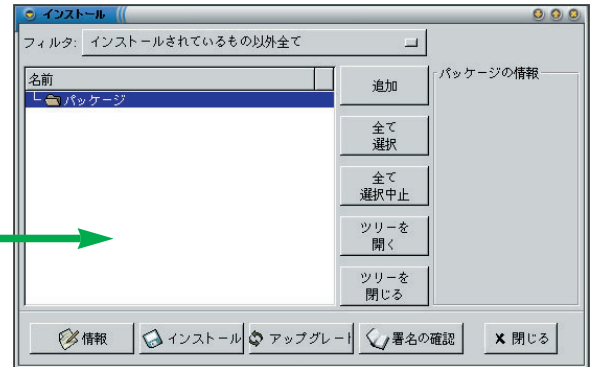 インストール
フィルタ: インストールされているもの以外全て
名前
パッケージ
追加
全て
選択
全て
選択中止
ツリーを
開く
ツリーを
閉じる
パッケージの情報
情報 インストール アップグレート 署名の確認 閉じる